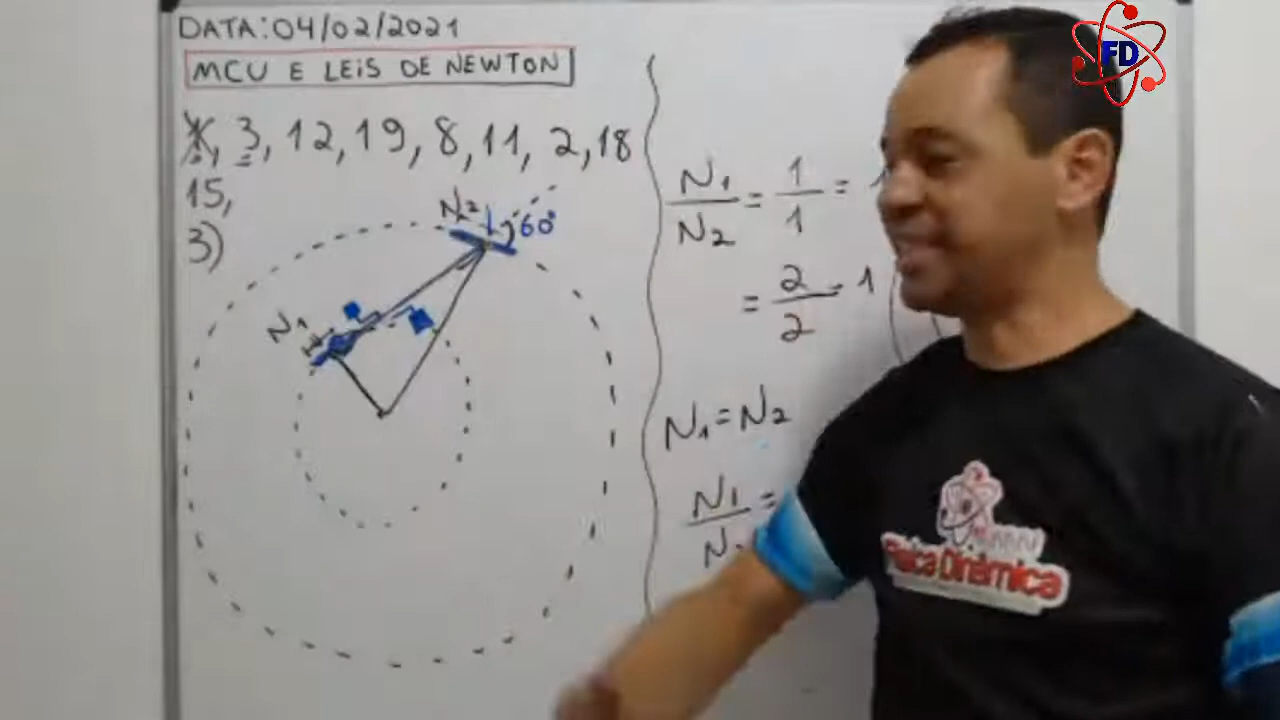 DATA: 04/02/2021
MCU E LEIS DE NEWTON
3, 12, 19, 8, 11, 2, 18
15,
3)
N2
60°
N1
N1/N2 = 1/1 =
= 2/2 = 1
N1 = N2
N1
FD
Física Dinâmica